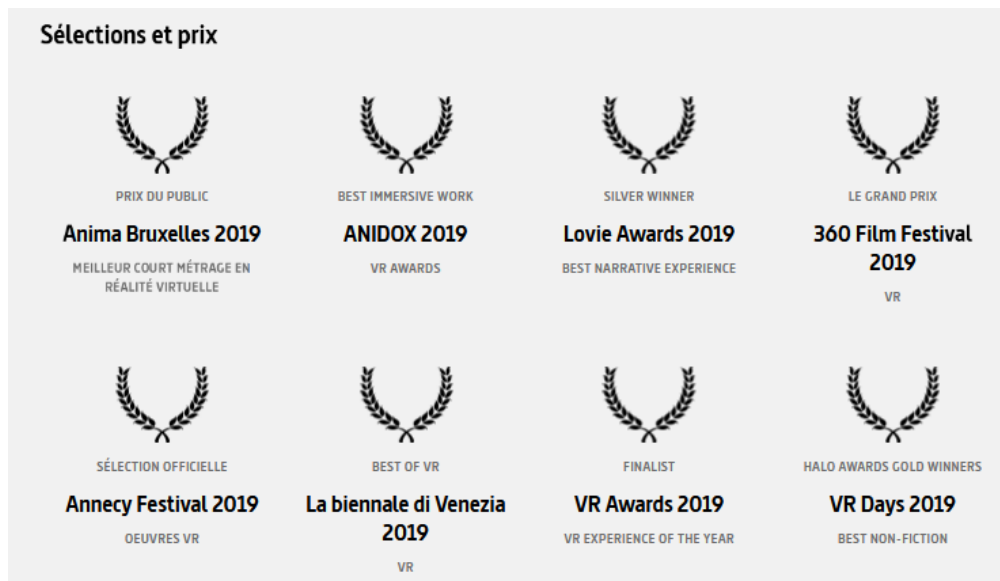 Sélections et prix
PRIX DU PUBLIC
Anima Bruxelles 2019
MEILLEUR COURT MÉTRAGE EN
RÉALITÉ VIRTUELLE
BEST IMMERSIVE WORK
ANIDOX 2019
VR AWARDS
SILVER WINNER
Lovie Awards 2019
BEST NARRATIVE EXPERIENCE
LE GRAND PRIX
360 Film Festival
2019
VR
SÉLECTION OFFICIELLE
Annecy Festival 2019
OEUVRES VR
BEST OF VR
La biennale di Venezia
2019
VR
FINALIST
VR Awards 2019
VR EXPERIENCE OF THE YEAR
HALO AWARDS GOLD WINNERS
VR Days 2019
BEST NON-FICTION